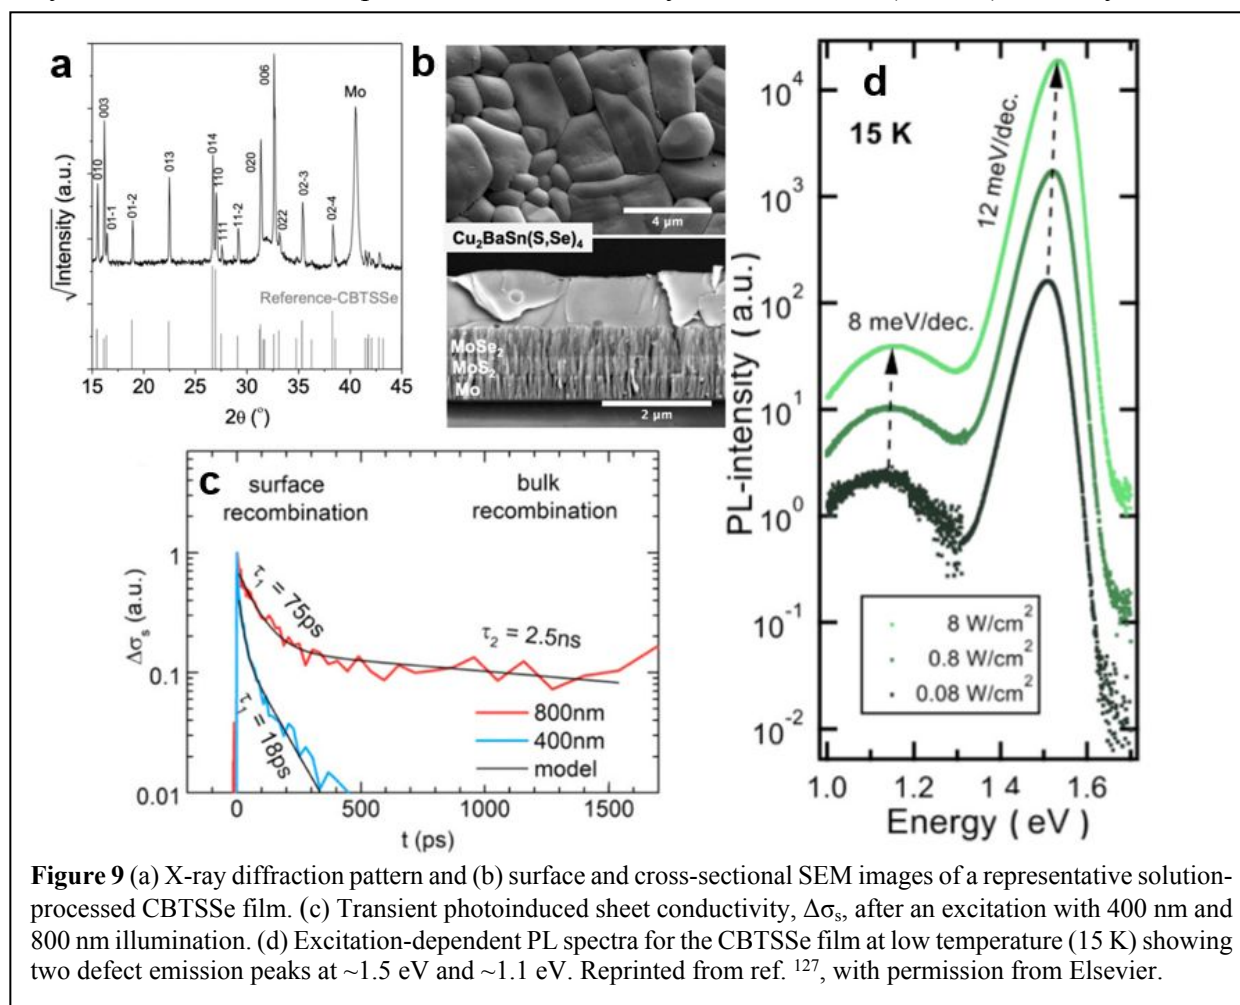 a
√Intensity (a.u.)
010
003
01-1
01-2
013
014
110
111
11-2
020
006
022
02-3
02-4
Mo
Reference-CBTSSe
15 20 25 30 35 40 45
2θ (°)
b
4 µm
Cu2BaSn(S,Se)4
MoSe2
MoS2
Mo
2 µm
c
surface
recombination
bulk
recombination
Δσs (a.u.)
1
0.1
0.01
τ1 = 75ps
τ2 = 2.5ns
τ1 = 18ps
800nm
400nm
model
0 500 1000 1500
t (ps)
d
15 K
12 meV/dec.
8 meV/dec.
PL-intensity (a.u.)
10^4
10^3
10^2
10^1
10^0
10^-1
10^-2
8 W/cm2
0.8 W/cm2
0.08 W/cm2
1.0 1.2 1 4 1.6
Energy ( eV)
Figure 9 (a) X-ray diffraction pattern and (b) surface and cross-sectional SEM images of a representative solution-
processed CBTSSe film. (c) Transient photoinduced sheet conductivity, Δσs, after an excitation with 400 nm and
800 nm illumination. (d) Excitation-dependent PL spectra for the CBTSSe film at low temperature (15 K) showing
two defect emission peaks at ~1.5 eV and ~1.1 eV. Reprinted from ref. 127, with permission from Elsevier.